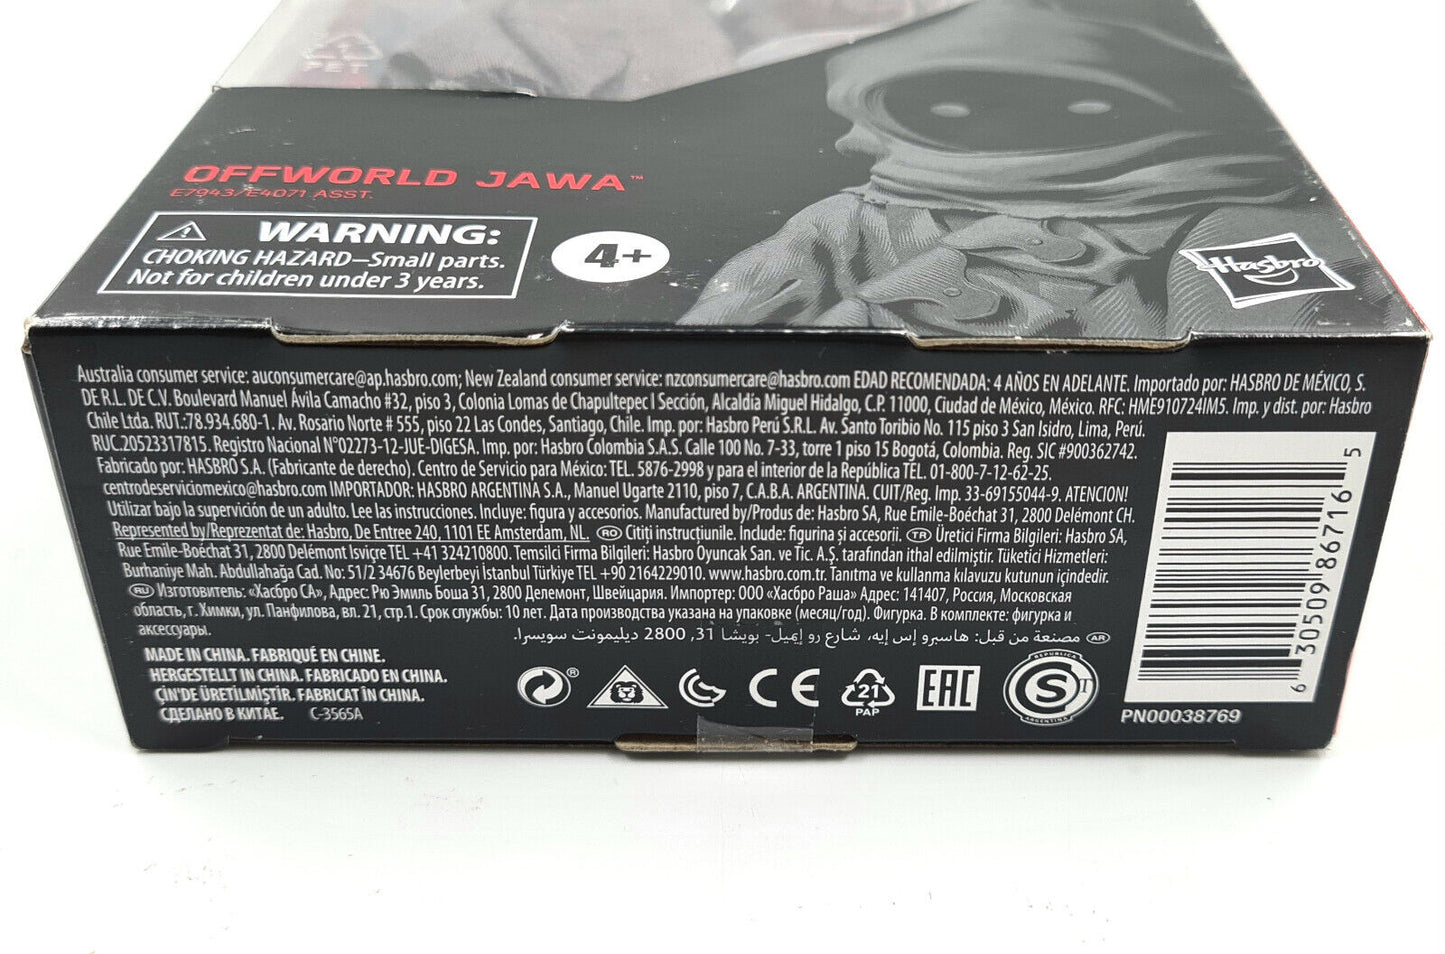 PET
OFFWORLD JAWA™
E7943/E4071 ASST.
WARNING:
CHOKING HAZARD—Small parts.
Not for children under 3 years.
4+
Hasbro
Australia consumer service: auconsumercare@ap.hasbro.com; New Zealand consumer service: nzconsumercare@hasbro.com EDAD RECOMENDADA: 4 AÑOS EN ADELANTE. Importado por: HASBRO DE MÉXICO, S.
DE R.L. DE C.V. Boulevard Manuel Ávila Camacho #32, piso 3, Colonia Lomas de Chapultepec I Sección, Alcaldía Miguel Hidalgo, C.P. 11000, Ciudad de México, México. RFC: HME910724IM5. Imp. y dist. por: Hasbro
Chile Ltda. RUT.:78.934.680-1. Av. Rosario Norte # 555, piso 22 Las Condes, Santiago, Chile. Imp. por: Hasbro Perú S.R.L. Av. Santo Toribio No. 115 piso 3 San Isidro, Lima, Perú.
RUC.20523317815. Registro Nacional N°02273-12-JUE-DIGESA. Imp. por: Hasbro Colombia S.A.S. Calle 100 No. 7-33, torre 1 piso 15 Bogotá, Colombia. Reg. SIC #900362742.
Fabricado por: HASBRO S.A. (Fabricante de derecho). Centro de Servicio para México: TEL. 5876-2998 y para el interior de la República TEL. 01-800-7-12-62-25.
centrodeserviciomexico@hasbro.com IMPORTADOR: HASBRO ARGENTINA S.A., Manuel Ugarte 2110, piso 7, C.A.B.A. ARGENTINA. CUIT/Reg. Imp. 33-69155044-9. ATENCION!
Utilizar bajo la supervición de un adulto. Lee las instrucciones. Incluye: figura y accesorios. Manufactured by/Produs de: Hasbro SA, Rue Emile-Boéchat 31, 2800 Delémont CH.
Represented by/Reprezentat de: Hasbro, De Entree 240, 1101 EE Amsterdam, NL. RO Citiți instrucțiunile. Include: figurina și accesorii. TR Üretici Firma Bilgileri: Hasbro SA,
Rue Emile-Boéchat 31, 2800 Delémont İsviçre TEL +41 324210800. Temsilci Firma Bilgileri: Hasbro Oyuncak San. ve Tic. A.Ş. tarafından ithal edilmiştir. Tüketici Hizmetleri:
Burhaniye Mah. Abdullahağa Cad. No: 51/2 34676 Beylerbeyi İstanbul Türkiye TEL +90 2164229010. www.hasbro.com.tr. Tanıtma ve kullanma kılavuzu kutunun içindedir.
RU Изготовитель: «Хасбро СА», Адрес: Рю Эмиль Боша 31, 2800 Делемонт, Швейцария. Импортер: ООО «Хасбро Раша» Адрес: 141407, Россия, Московская
область, г. Химки, ул. Панфилова, вл. 21, стр.1. Срок службы: 10 лет. Дата производства указана на упаковке (месяц/год). Фигурка. В комплекте: фигурка и
аксессуары.
AR مصنعة من قبل: هاسبرو إس إيه، شارع رو إيميل- بويشا 31, 2800 ديليمونت سويسرا.
MADE IN CHINA. FABRIQUÉ EN CHINE.
HERGESTELLT IN CHINA. FABRICADO EN CHINA.
ÇİN'DE ÜRETİLMİŞTİR. FABRICAT ÎN CHINA.
СДЕЛАНО В КИТАЕ. C-3565A
®
CE
21
PAP
EAC
REPUBLICA
S T
ARGENTINA
6 30509 86716 5
PN00038769